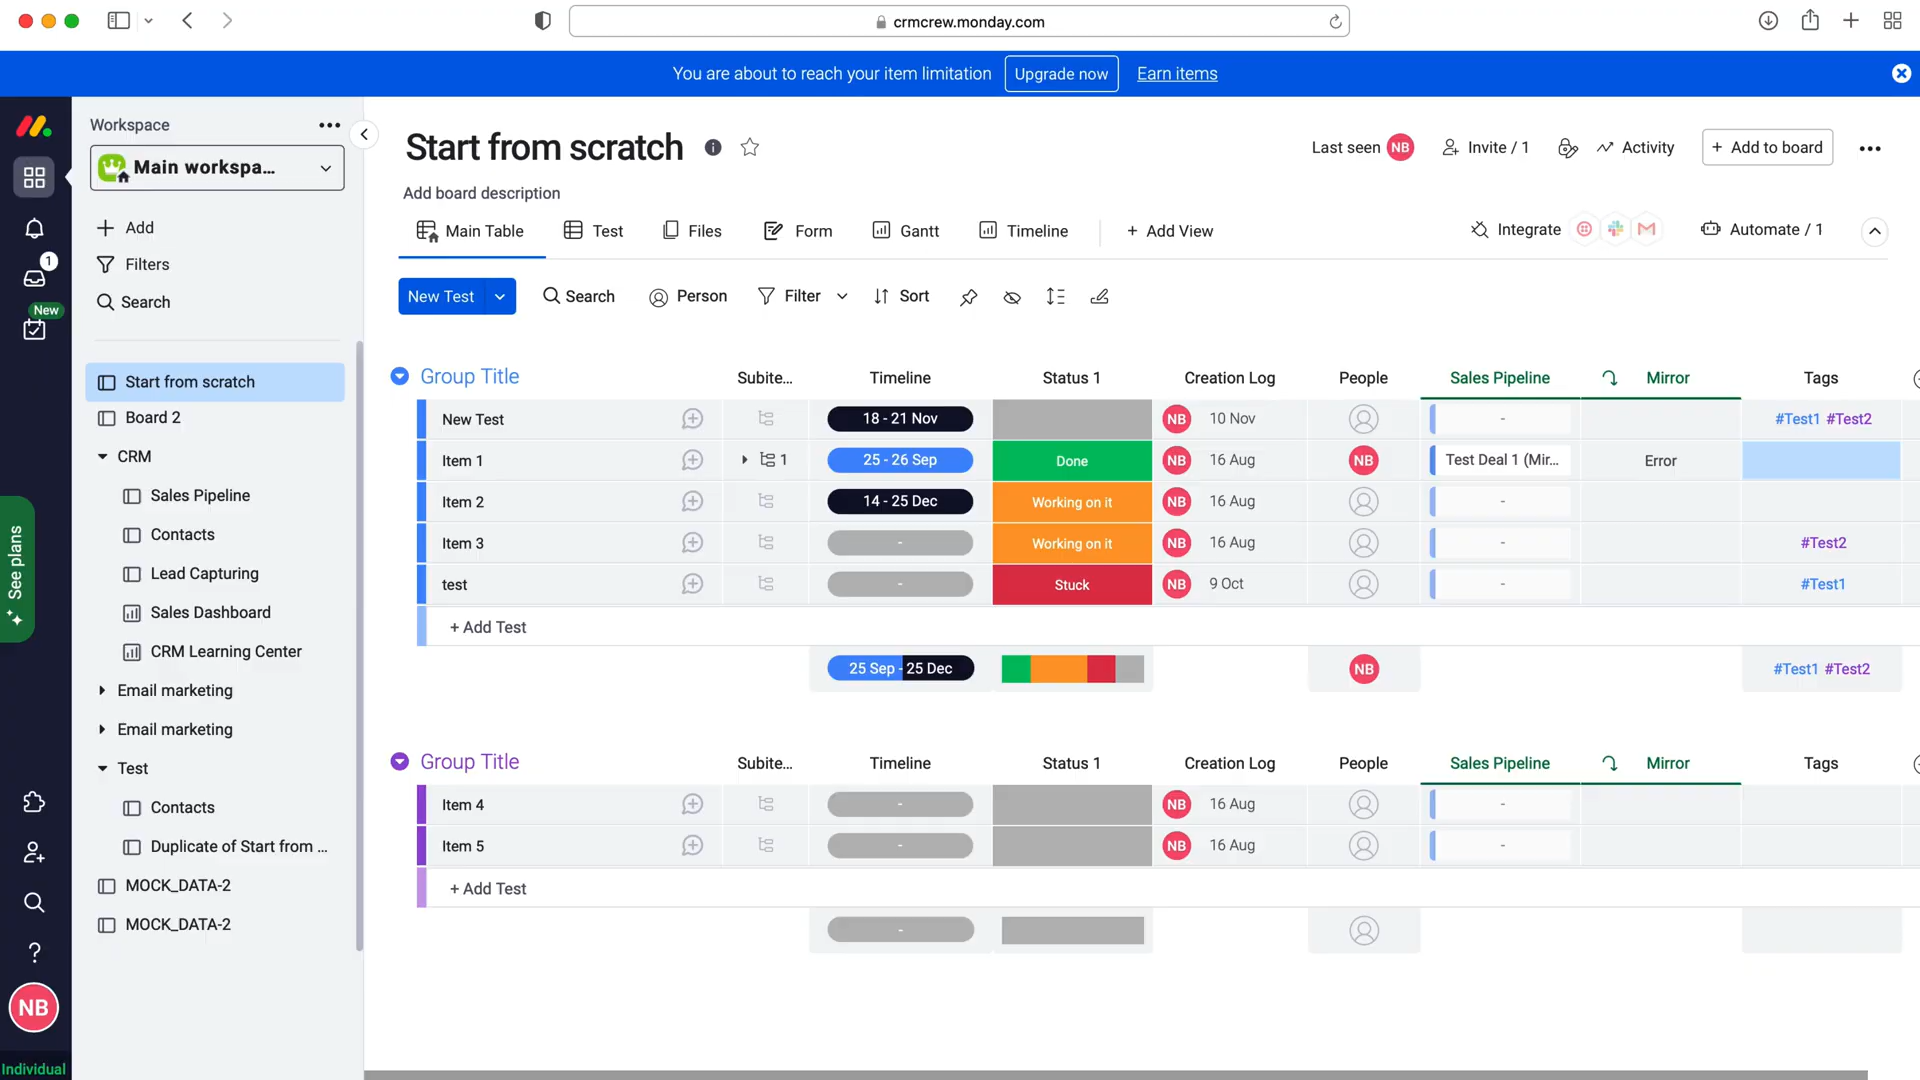 crmcrew.monday.com
You are about to reach your item limitation Upgrade now Earn items
Workspace
Main workspa...
Add
Filters
Search
1
New
Start from scratch
Board 2
CRM
Sales Pipeline
Contacts
Lead Capturing
Sales Dashboard
CRM Learning Center
Email marketing
Email marketing
Test
Contacts
Duplicate of Start from ...
MOCK_DATA-2
MOCK_DATA-2
See plans
NB
Individual
Start from scratch
Last seen NB Invite / 1 Activity + Add to board
Add board description
Main Table Test Files Form Gantt Timeline + Add View Integrate Automate / 1
New Test Search Person Filter Sort
Group Title Subite... Timeline Status 1 Creation Log People Sales Pipeline Mirror Tags
New Test 18 - 21 Nov NB 10 Nov - #Test1 #Test2
Item 1 1 25 - 26 Sep Done NB 16 Aug NB Test Deal 1 (Mir... Error
Item 2 14 - 25 Dec Working on it NB 16 Aug -
Item 3 - Working on it NB 16 Aug - #Test2
test - Stuck NB 9 Oct - #Test1
+ Add Test
25 Sep - 25 Dec NB #Test1 #Test2
Group Title Subite... Timeline Status 1 Creation Log People Sales Pipeline Mirror Tags
Item 4 - NB 16 Aug -
Item 5 - NB 16 Aug -
+ Add Test
-